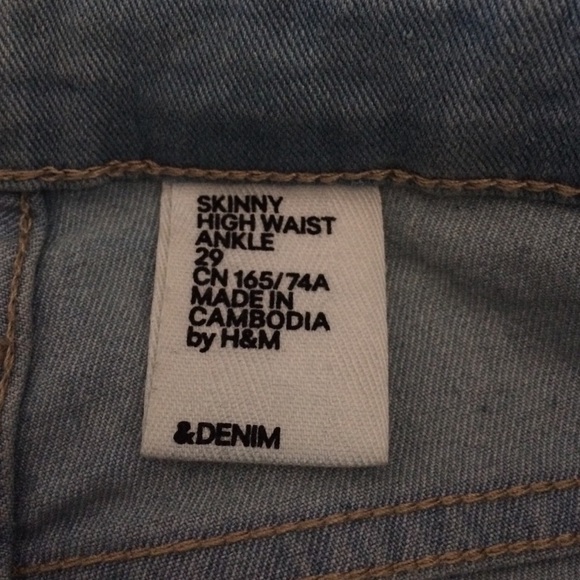 SKINNY
HIGH WAIST
ANKLE
29
CN 165/74A
MADE IN
CAMBODIA
by H&M
&DENIM